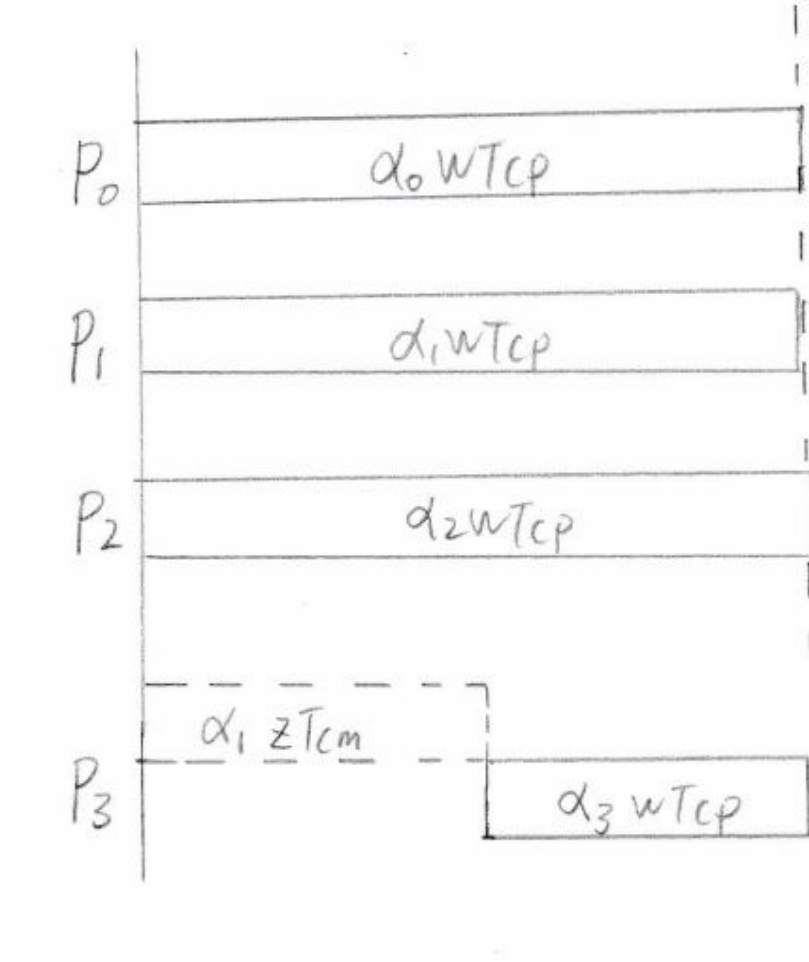 P₀ α₀ wTcp
P₁ α₁ wTcp
P₂ α₂ wTcp
α₁ zTcm
P₃ α₃ wTcp